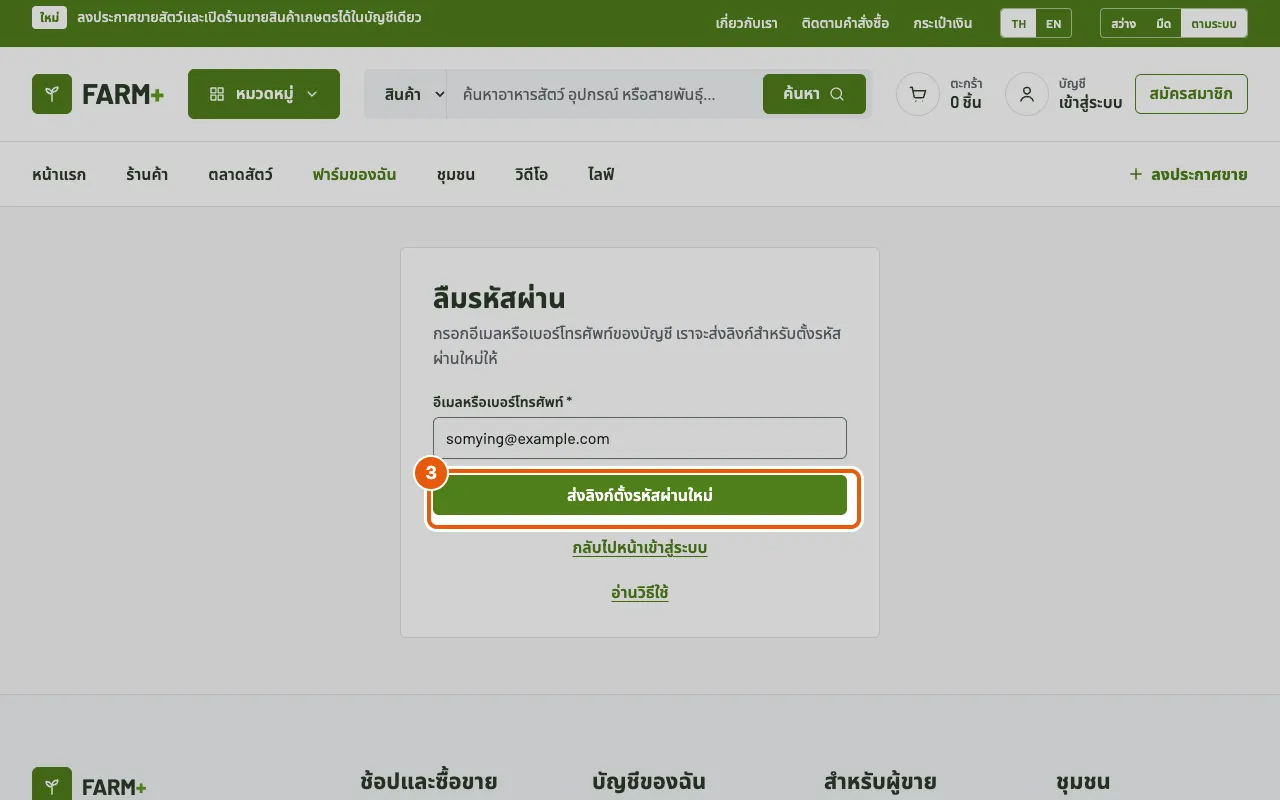 ใหม่ ลงประกาศขายสัตว์และเปิดร้านขายสินค้าเกษตรได้ในบัญชีเดียว
เกี่ยวกับเรา ติดตามคำสั่งซื้อ กระเป๋าเงิน TH EN สว่าง มืด ตามระบบ
FARM+ หมวดหมู่ สินค้า ค้นหาอาหารสัตว์ อุปกรณ์ หรือสายพันธุ์... ค้นหา
ตะกร้า
0 ชิ้น
บัญชี
เข้าสู่ระบบ
สมัครสมาชิก
หน้าแรก ร้านค้า ตลาดสัตว์ ฟาร์มของฉัน ชุมชน วิดีโอ ไลฟ์ + ลงประกาศขาย
ลืมรหัสผ่าน
กรอกอีเมลหรือเบอร์โทรศัพท์ของบัญชี เราจะส่งลิงก์สำหรับตั้งรหัส
ผ่านใหม่ให้
อีเมลหรือเบอร์โทรศัพท์ *
somying@example.com
3
ส่งลิงก์ตั้งรหัสผ่านใหม่
กลับไปหน้าเข้าสู่ระบบ
อ่านวิธีใช้
FARM+ ช้อปและซื้อขาย บัญชีของฉัน สำหรับผู้ขาย ชุมชน